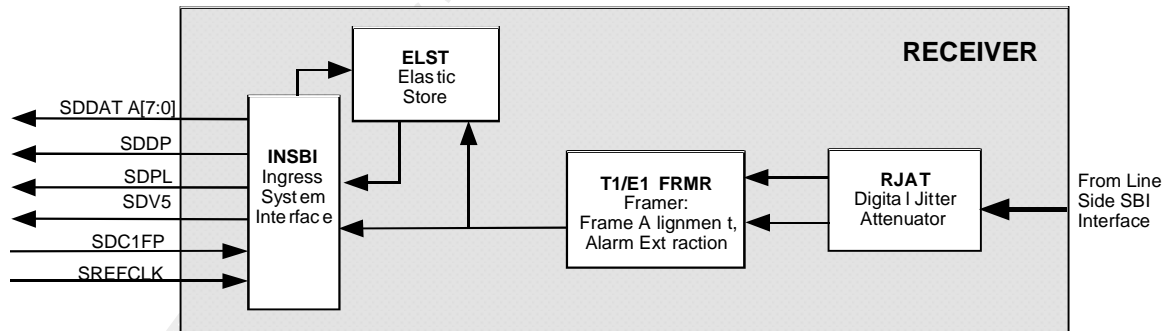 RECEIVER
ELST
Elastic
Store
SDDATA[7:0]
SDDP
SDPL
SDV5
SDC1FP
SREFCLK
INSBI
Ingress
System
Interface
T1/E1 FRMR
Framer:
Frame Alignment,
Alarm Extraction
RJAT
Digital Jitter
Attenuator
From Line
Side SBI
Interface